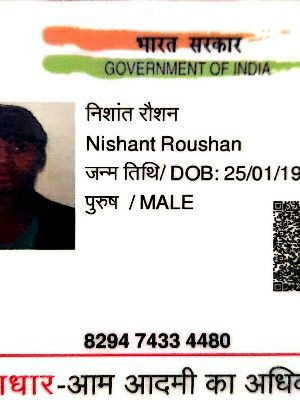 भारत सरकार
GOVERNMENT OF INDIA
निशांत रौशन
Nishant Roushan
जन्म तिथि/ DOB: 25/01/19
पुरुष / MALE
8294 7433 4480
आधार-आम आदमी का